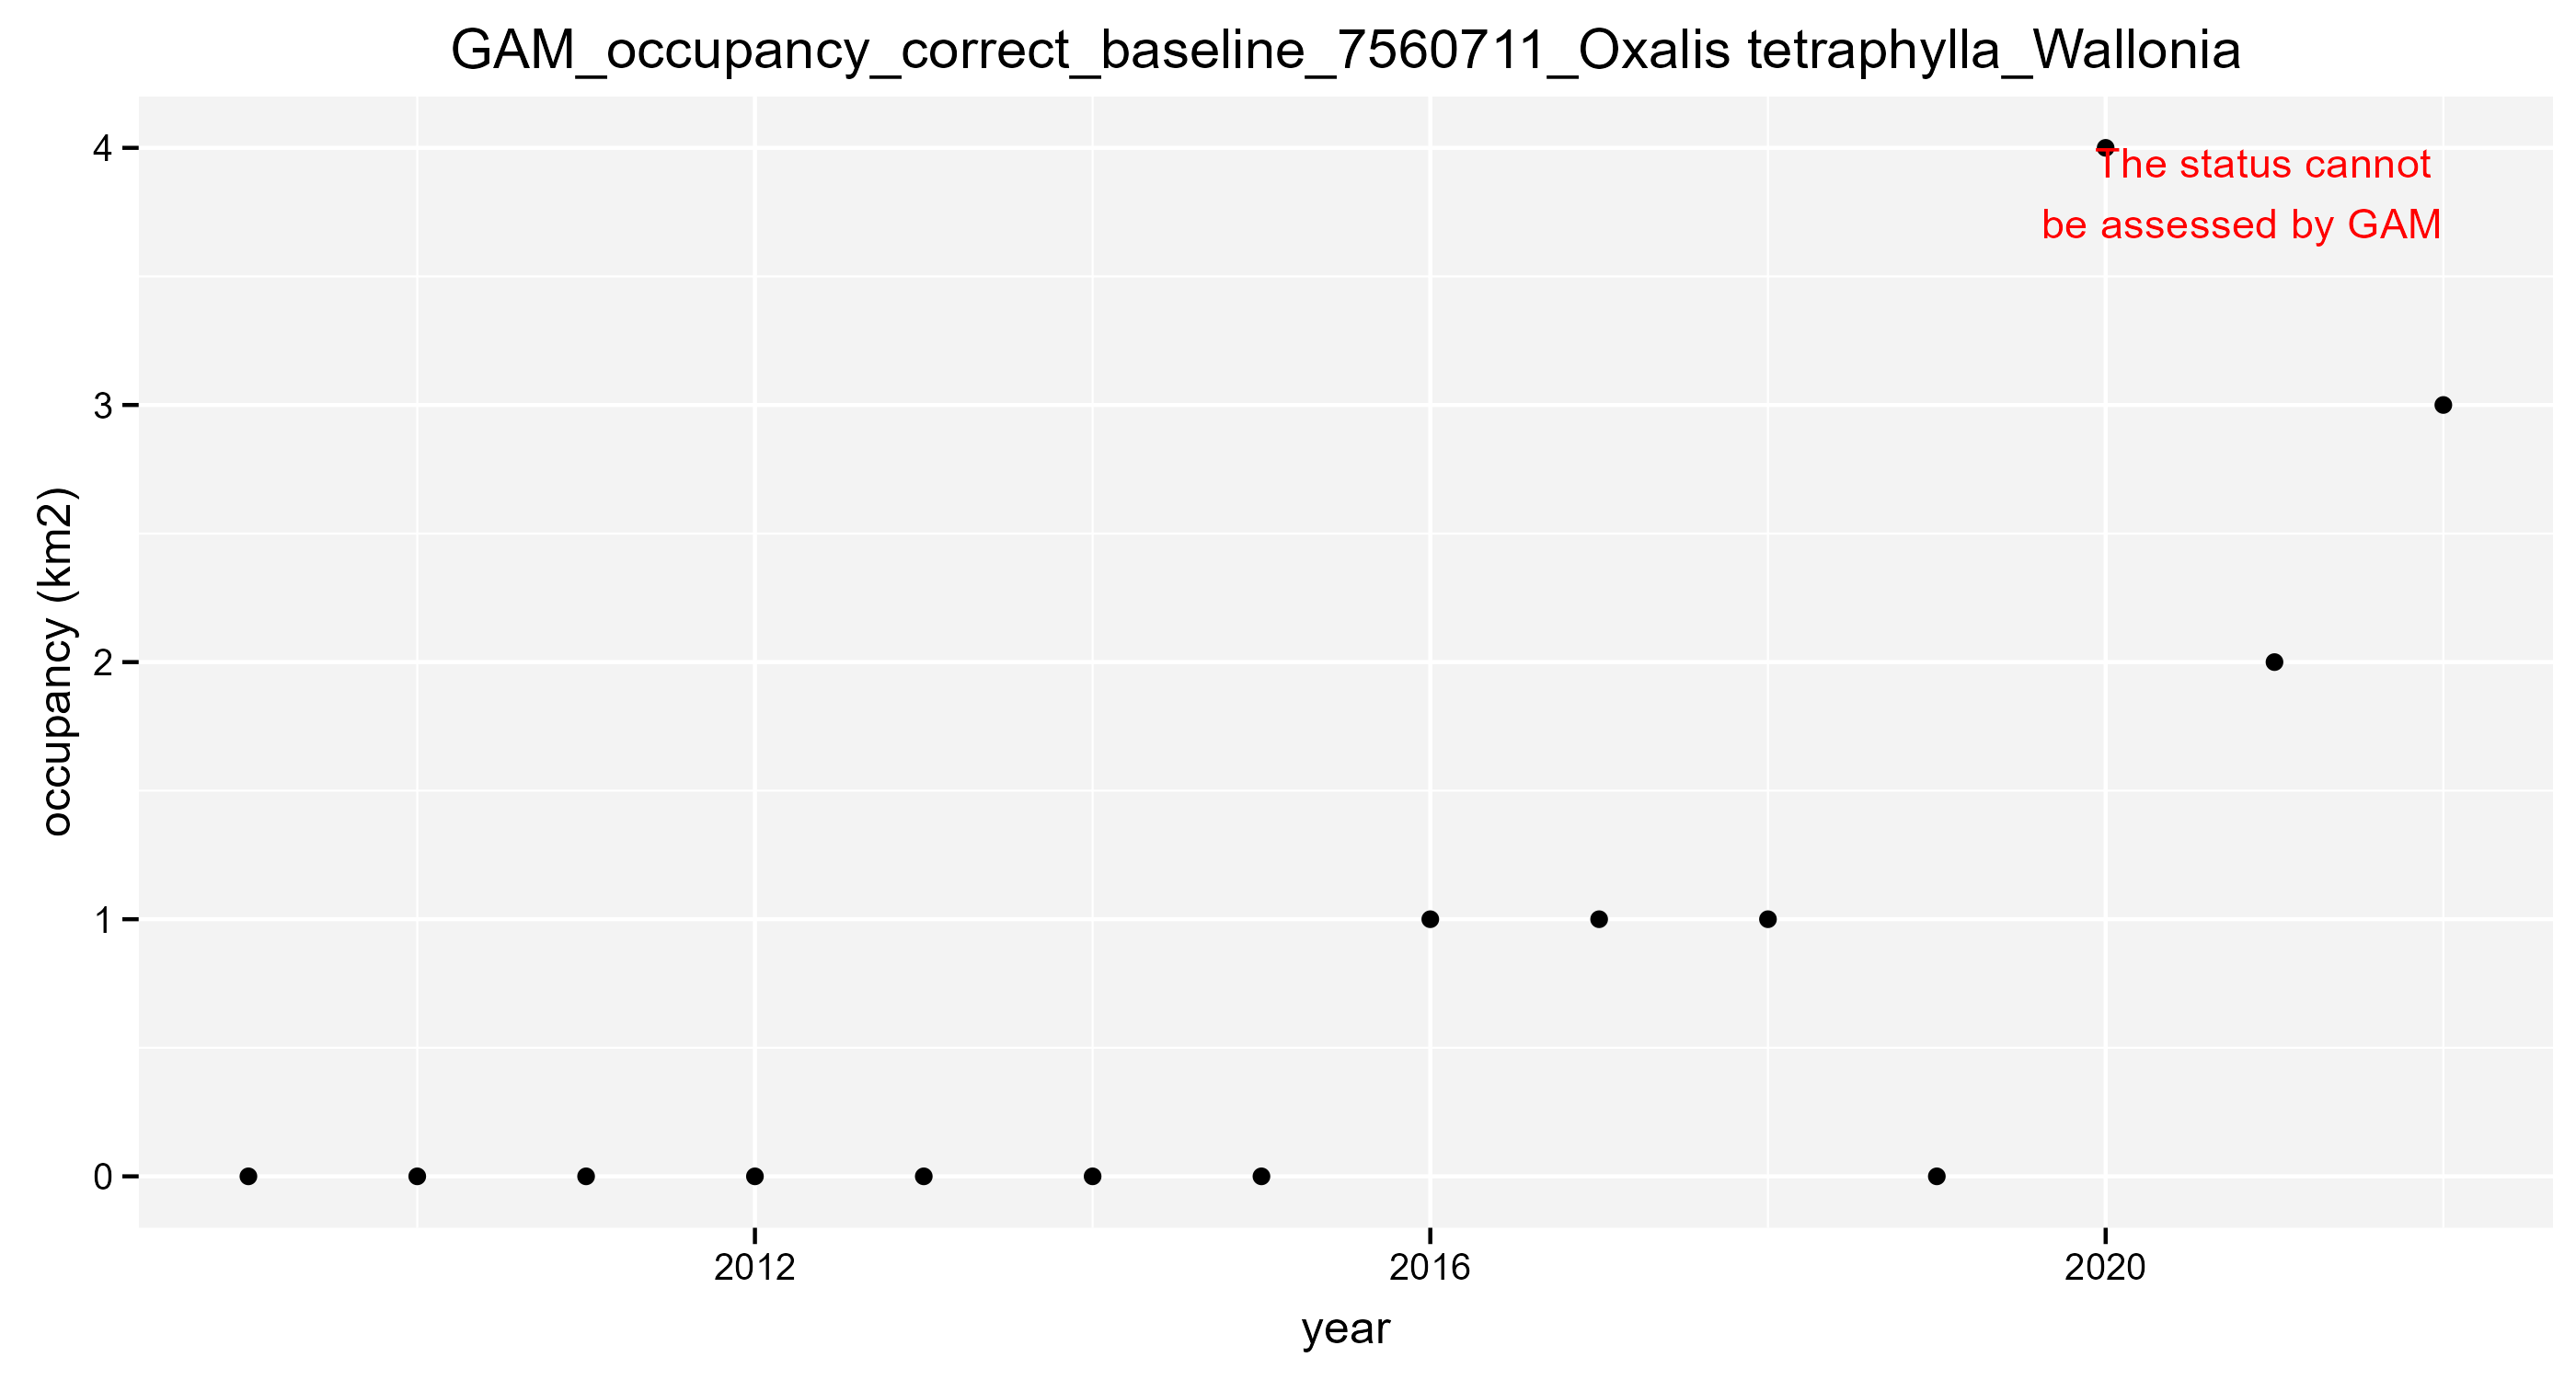 GAM_occupancy_correct_baseline_7560711_Oxalis tetraphylla_Wallonia
4
The status cannot
be assessed by GAM
3
occupancy (km2)
2
1
0
2012 2016 2020
year